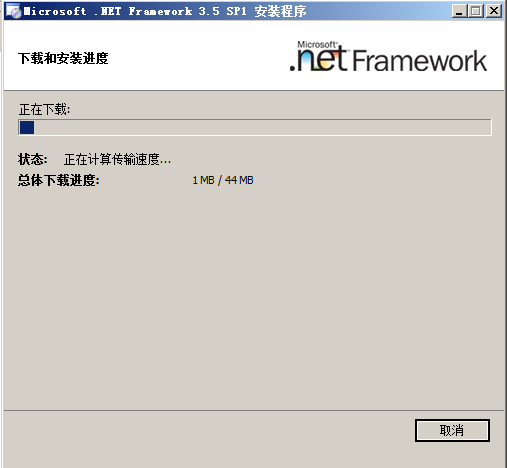 Microsoft .NET Framework 3.5 SP1 安装程序
下载和安装进度
Microsoft®
.net Framework
正在下载:
状态: 正在计算传输速度...
总体下载进度: 1 MB / 44 MB
取消